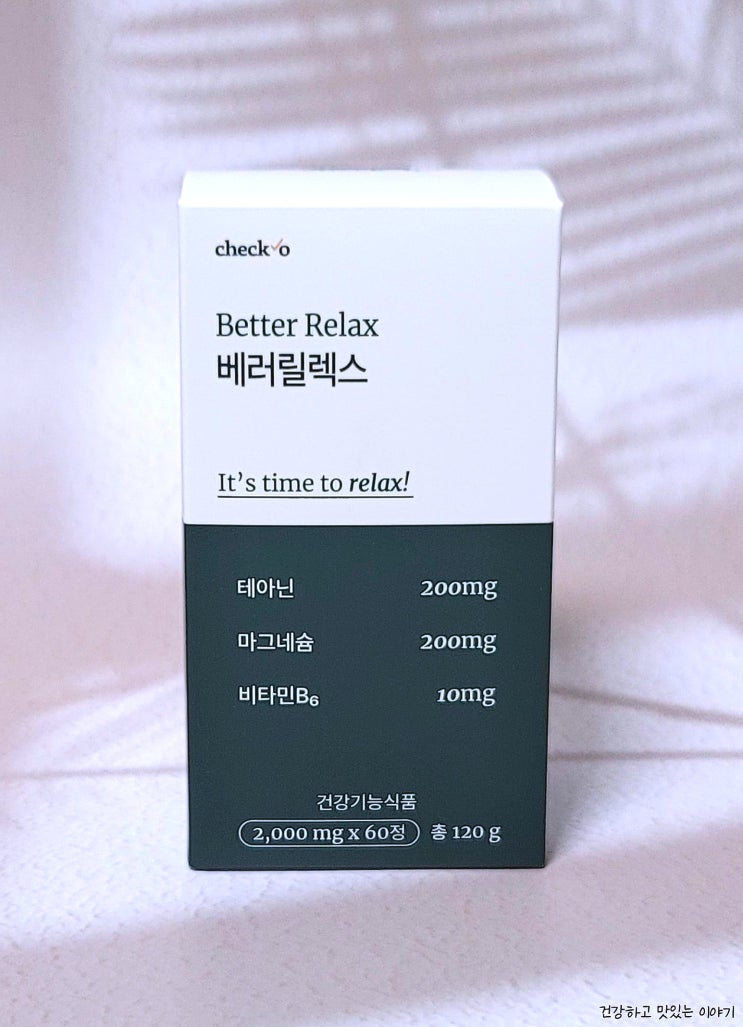 check✓o
Better Relax
베러릴렉스
It's time to relax!
테아닌 200mg
마그네슘 200mg
비타민B₆ 10mg
건강기능식품
2,000 mg x 60정 총 120 g
건강하고 맛있는 이야기